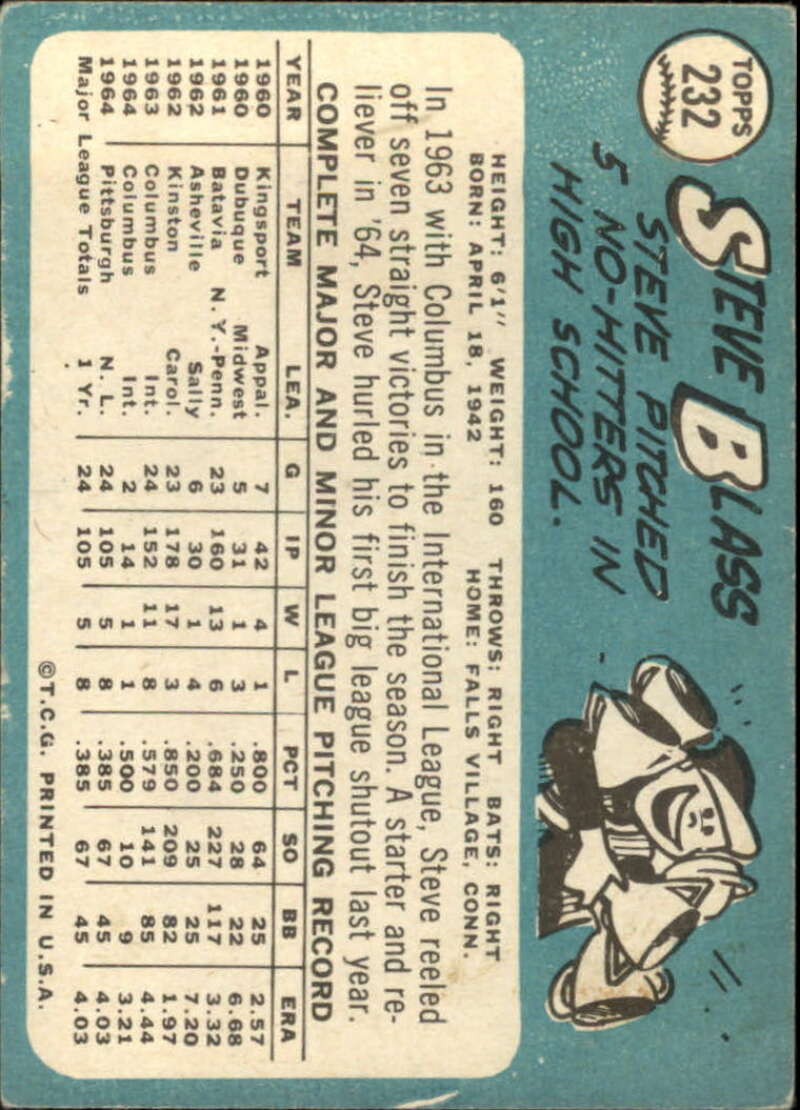 TOPPS
232
STEVE BLASS
STEVE PITCHED
5 NO-HITTERS IN
HIGH SCHOOL.
HEIGHT: 6'1" WEIGHT: 160 THROWS: RIGHT BATS: RIGHT
BORN: APRIL 18, 1942 HOME: FALLS VILLAGE, CONN.
In 1963 with Columbus in the International League, Steve reeled
off seven straight victories to finish the season. A starter and re-
liever in '64, Steve hurled his first big league shutout last year.
COMPLETE MAJOR AND MINOR LEAGUE PITCHING RECORD
YEAR TEAM LEA. G IP W L PCT SO BB ERA
1960 Kingsport Appal. 7 42 4 1 .800 64 25 2.57
1960 Dubuque Midwest 5 31 1 3 .250 28 22 6.68
1961 Batavia N.Y.-Penn. 23 160 13 6 .684 227 117 3.32
1962 Asheville Sally 6 30 1 4 .200 25 25 7.20
1962 Kinston Carol. 23 178 17 3 .850 209 82 1.97
1963 Columbus Int. 24 152 11 8 .579 141 85 4.44
1964 Columbus Int. 2 14 1 1 .500 10 9 3.21
1964 Pittsburgh N.L. 24 105 5 8 .385 67 45 4.03
Major League Totals 1 Yr. 24 105 5 8 .385 67 45 4.03
©T.C.G. PRINTED IN U.S.A.